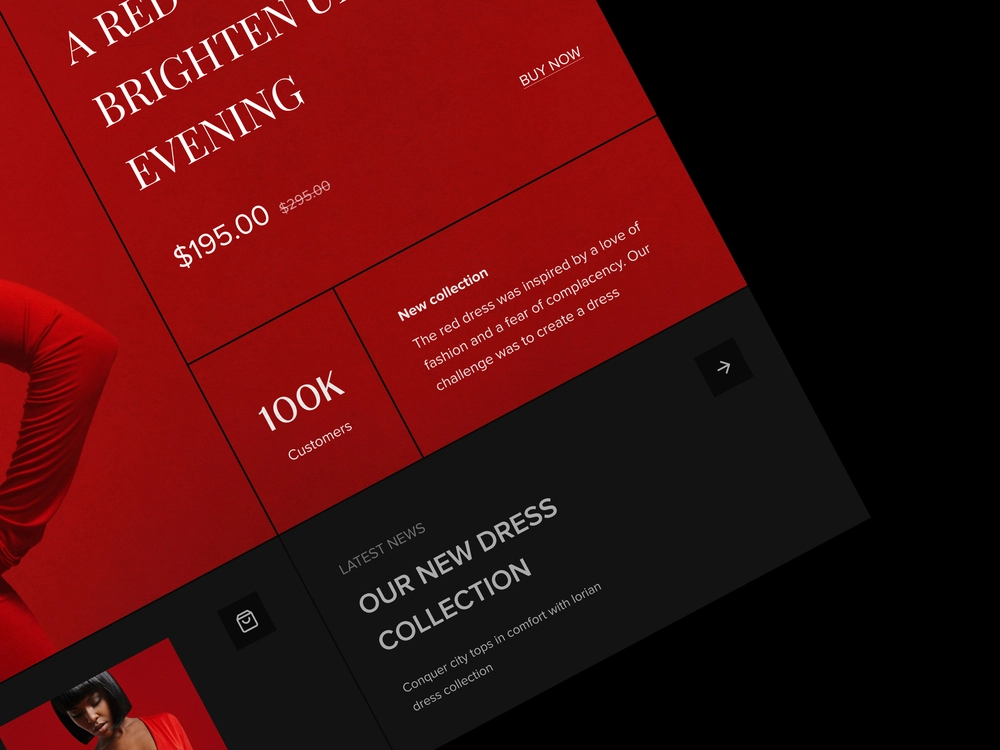 A RED
BRIGHTEN
EVENING
BUY NOW
$195.00 $295.00
New collection
The red dress was inspired by a love of
fashion and a fear of complacency. Our
challenge was to create a dress
100K
Customers
LATEST NEWS
OUR NEW DRESS
COLLECTION
Conquer city tops in comfort with lorian
dress collection